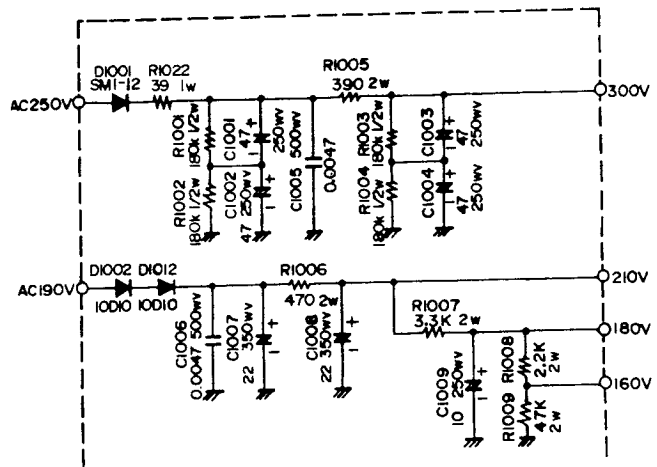 D1001
SM1-12
R1022
39 1w
R1005
390 2w
AC250V
300V
R1001
180k 1/2w
C1001
47
250wv
+
C1005 500wv
0.0047
R1003
180k 1/2w
C1003
47
250wv
+
R1002
180k 1/2w
C1002
47 250wv
+
R1004
180k 1/2w
C1004
47
250wv
+
D1002 D1012
10D10 10D10
R1006
470 2w
AC190V
210V
C1006
0.0047 500wv
C1007
22 350wv
+
C1008
22 350wv
+
R1007
3.3K 2w
180V
C1009
10 250wv
+
R1008
2.2K
2w
160V
R1009
47K
2w